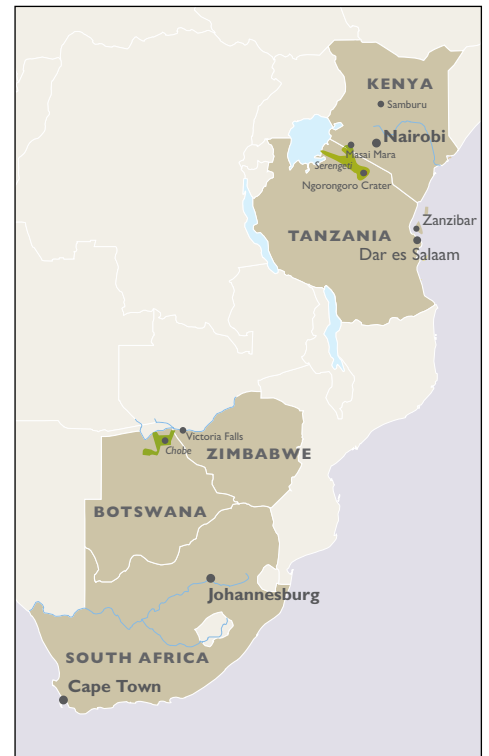 KENYA
Samburu
Nairobi
Masai Mara
Serengeti
Ngorongoro Crater
Zanzibar
TANZANIA
Dar es Salaam
Victoria Falls
Chobe
ZIMBABWE
BOTSWANA
Johannesburg
SOUTH AFRICA
Cape Town